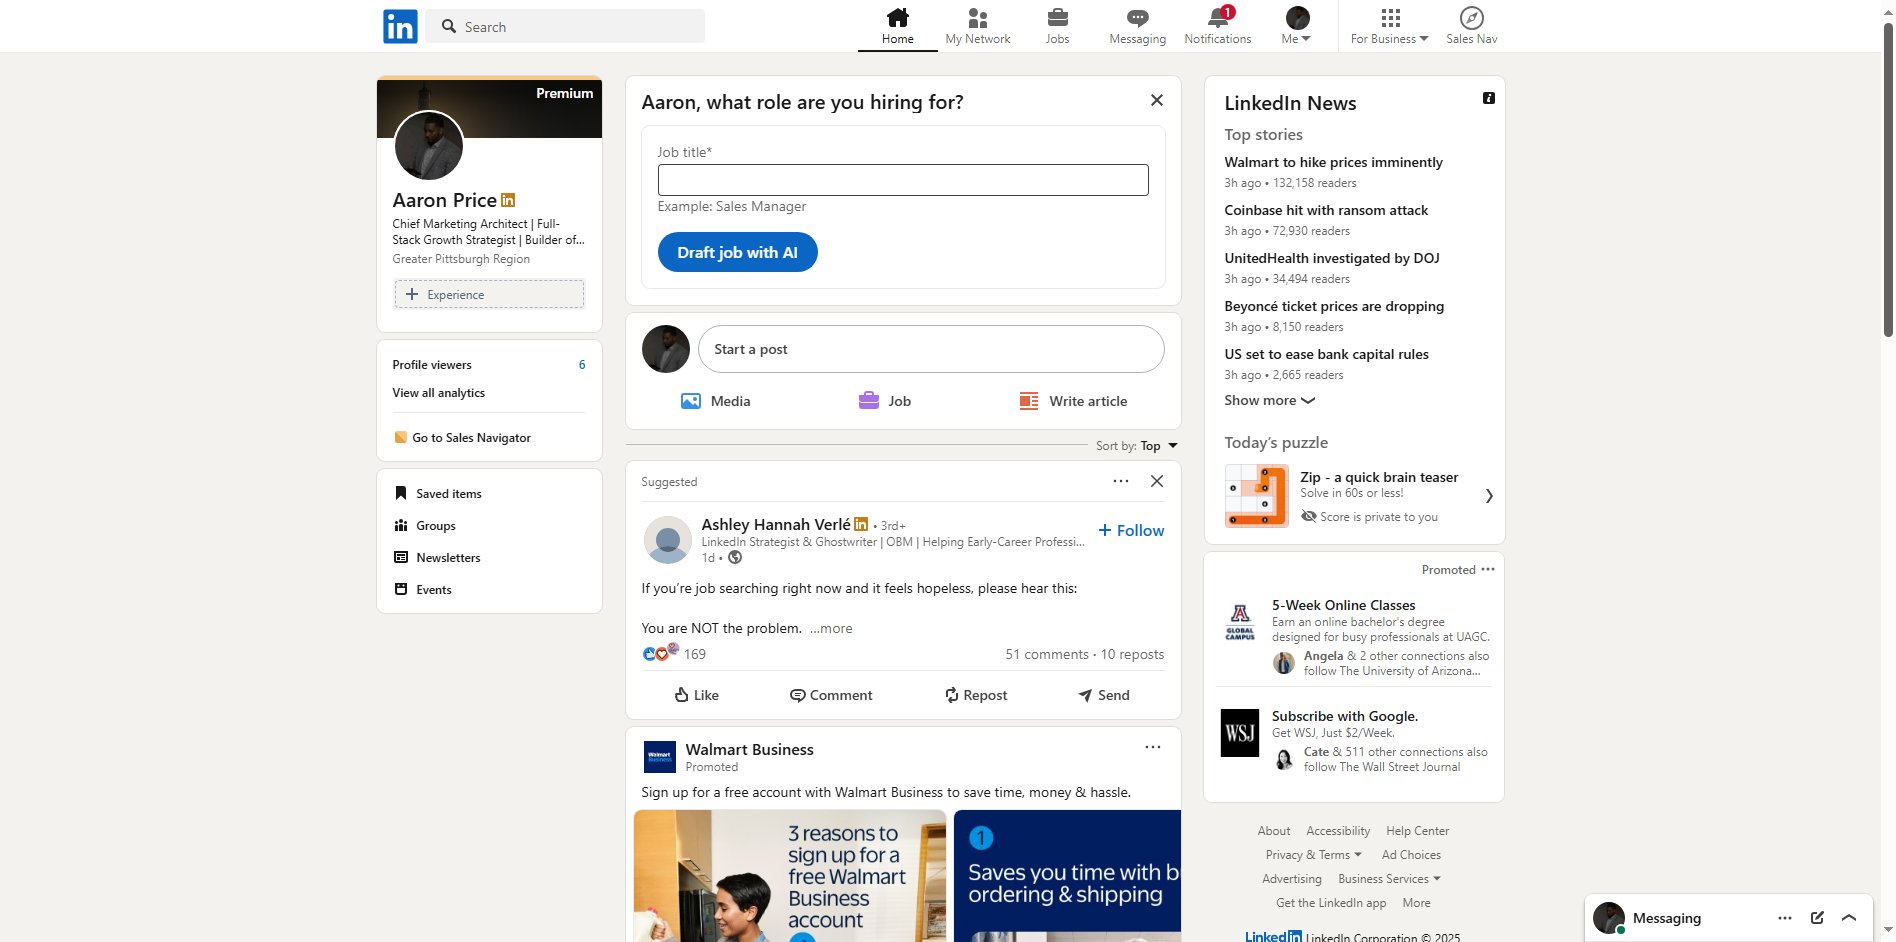 in
Search
Home
My Network
Jobs
Messaging
1
Notifications
Me
For Business
Sales Nav
Premium
Aaron Price in
Chief Marketing Architect | Full-
Stack Growth Strategist | Builder of...
Greater Pittsburgh Region
+ Experience
Profile viewers 6
View all analytics
Go to Sales Navigator
Saved items
Groups
Newsletters
Events
Aaron, what role are you hiring for?
Job title*
Example: Sales Manager
Draft job with AI
Start a post
Media
Job
Write article
Sort by: Top
Suggested
Ashley Hannah Verlé in • 3rd+
LinkedIn Strategist & Ghostwriter | OBM | Helping Early-Career Professi...
1d •
+ Follow
If you’re job searching right now and it feels hopeless, please hear this:
You are NOT the problem. ...more
169
51 comments • 10 reposts
Like
Comment
Repost
Send
Walmart Business
Walmart Business
Promoted
Sign up for a free account with Walmart Business to save time, money & hassle.
3 reasons to
sign up for a
free Walmart
Business
account
1
Saves you time with b
ordering & shipping
LinkedIn News
Top stories
Walmart to hike prices imminently
3h ago • 132,158 readers
Coinbase hit with ransom attack
3h ago • 72,930 readers
UnitedHealth investigated by DOJ
3h ago • 34,494 readers
Beyoncé ticket prices are dropping
3h ago • 8,150 readers
US set to ease bank capital rules
3h ago • 2,665 readers
Show more
Today’s puzzle
Zip - a quick brain teaser
Solve in 60s or less!
Score is private to you
Promoted
A
GLOBAL
CAMPUS
5-Week Online Classes
Earn an online bachelor's degree
designed for busy professionals at UAGC.
Angela & 2 other connections also
follow The University of Arizona...
WSJ
Subscribe with Google.
Get WSJ, Just $2/Week.
Cate & 511 other connections also
follow The Wall Street Journal
About
Accessibility
Help Center
Privacy & Terms
Ad Choices
Advertising
Business Services
Get the LinkedIn app
More
LinkedIn LinkedIn Corporation © 2025
Messaging